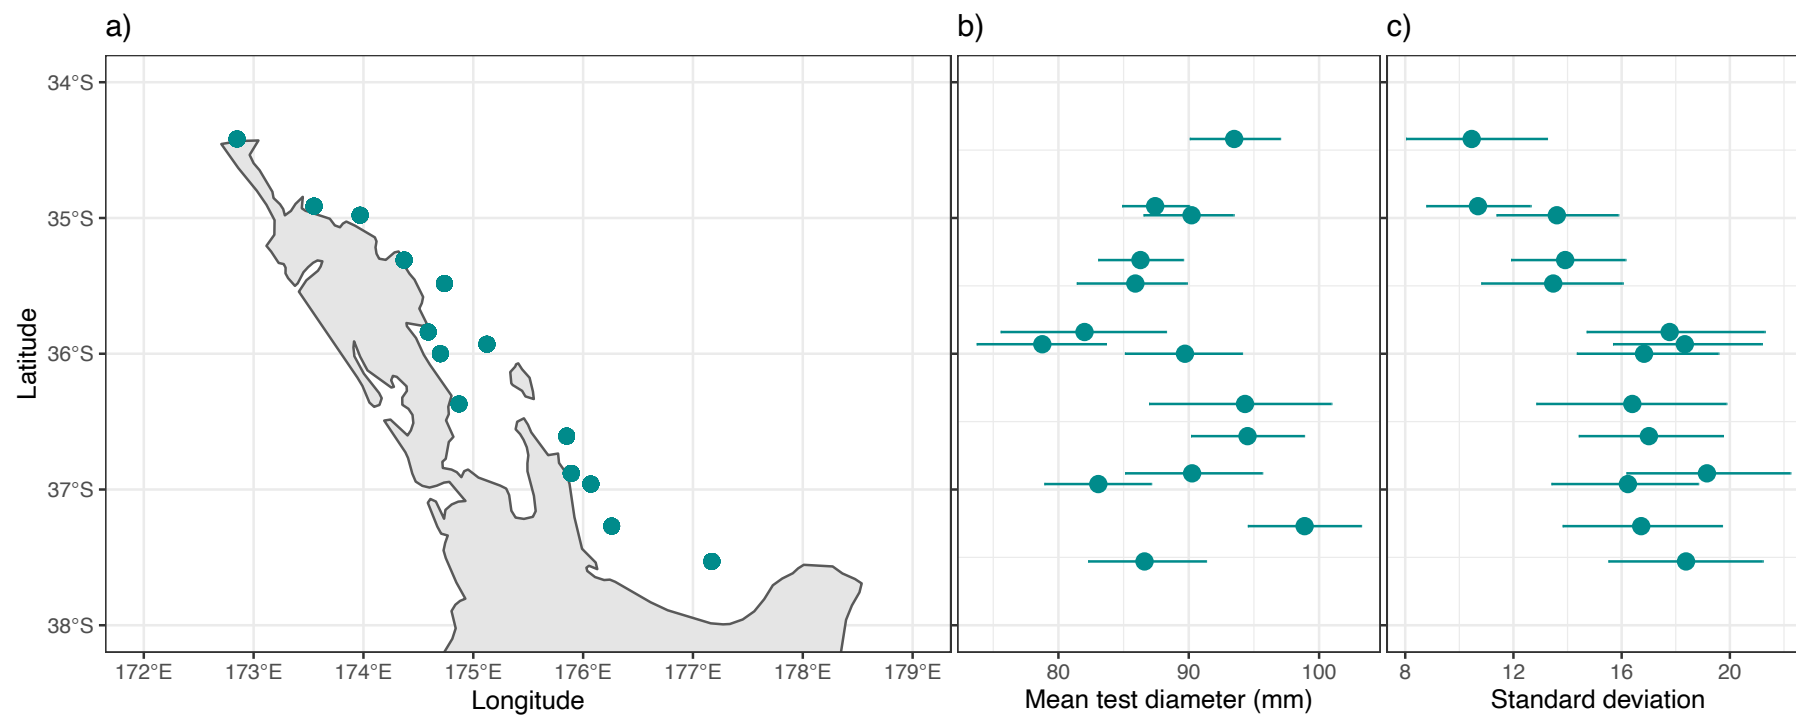 a)
b)
c)
34°S
35°S
36°S
37°S
38°S
Latitude
172°E 173°E 174°E 175°E 176°E 177°E 178°E 179°E
80 90 100
8 12 16 20
Longitude
Mean test diameter (mm)
Standard deviation